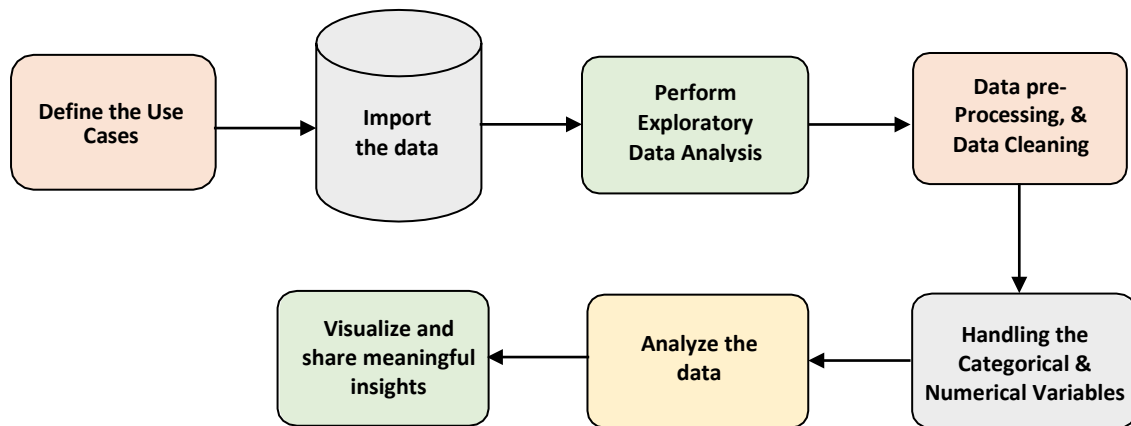 Define the Use
Cases
Import
the data
Perform
Exploratory
Data Analysis
Data pre-
Processing, &
Data Cleaning
Handling the
Categorical &
Numerical Variables
Analyze the
data
Visualize and
share meaningful
insights